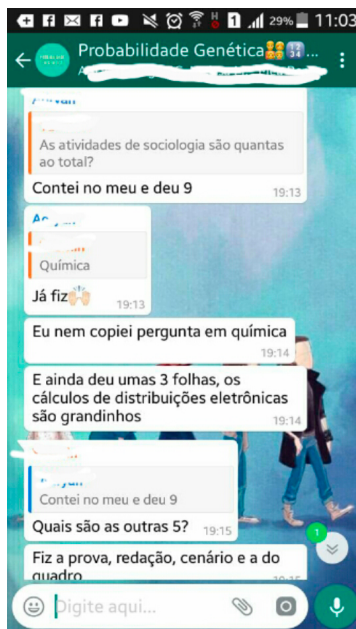 29% 11:03
Probabilidade Genética...
As atividades de sociologia são quantas
ao total?
Contei no meu e deu 9
19:13
Química
Já fiz
19:13
Eu nem copiei pergunta em química
19:14
E ainda deu umas 3 folhas, os
cálculos de distribuições eletrônicas
são grandinhos
19:14
Contei no meu e deu 9
Quais são as outras 5?
19:15
1
Fiz a prova, redação, cenário e a do
quadro
Digite aqui...